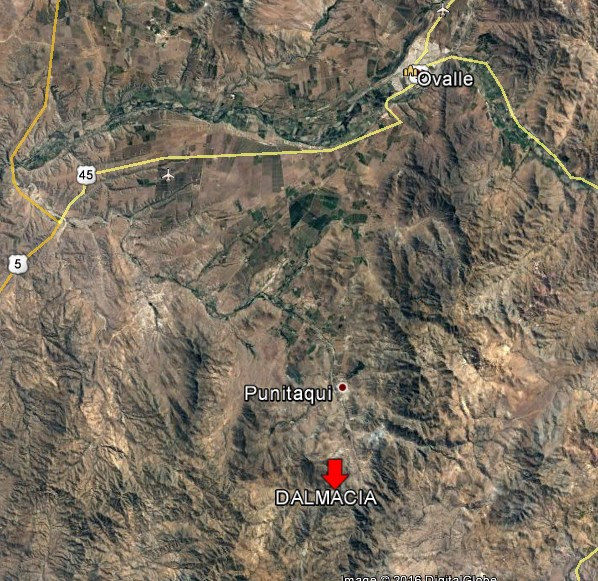 Ovalle
45
5
Punitaqui
DALMACIA
Image © 2016 DigitalGlobe